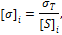 [σ]ᵢ = σ_T / [S]ᵢ,